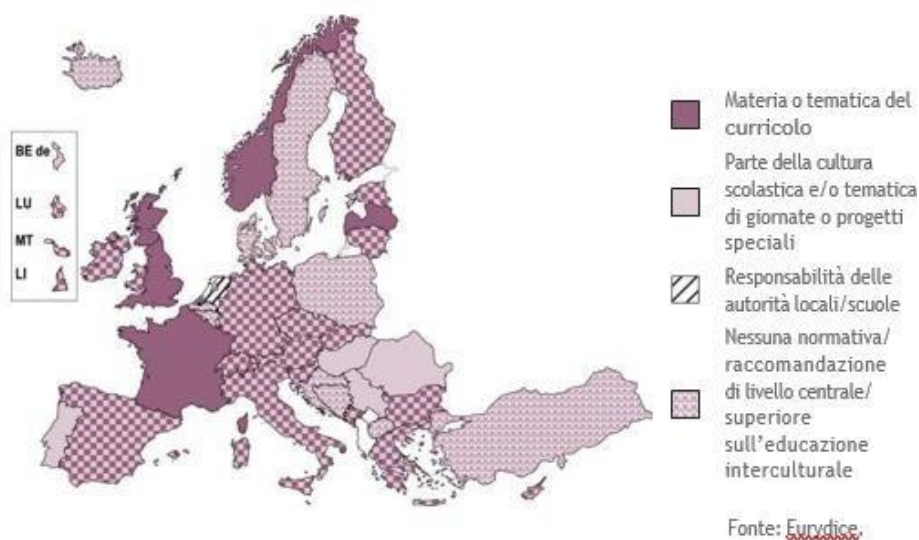 BE de
LU
MT
LI
Materia o tematica del
curricolo
Parte della cultura
scolastica e/o tematica
di giornate o progetti
speciali
Responsabilità delle
autorità locali/scuole
Nessuna normativa/
raccomandazione
di livello centrale/
superiore
sull'educazione
interculturale
Fonte: Eurydice.